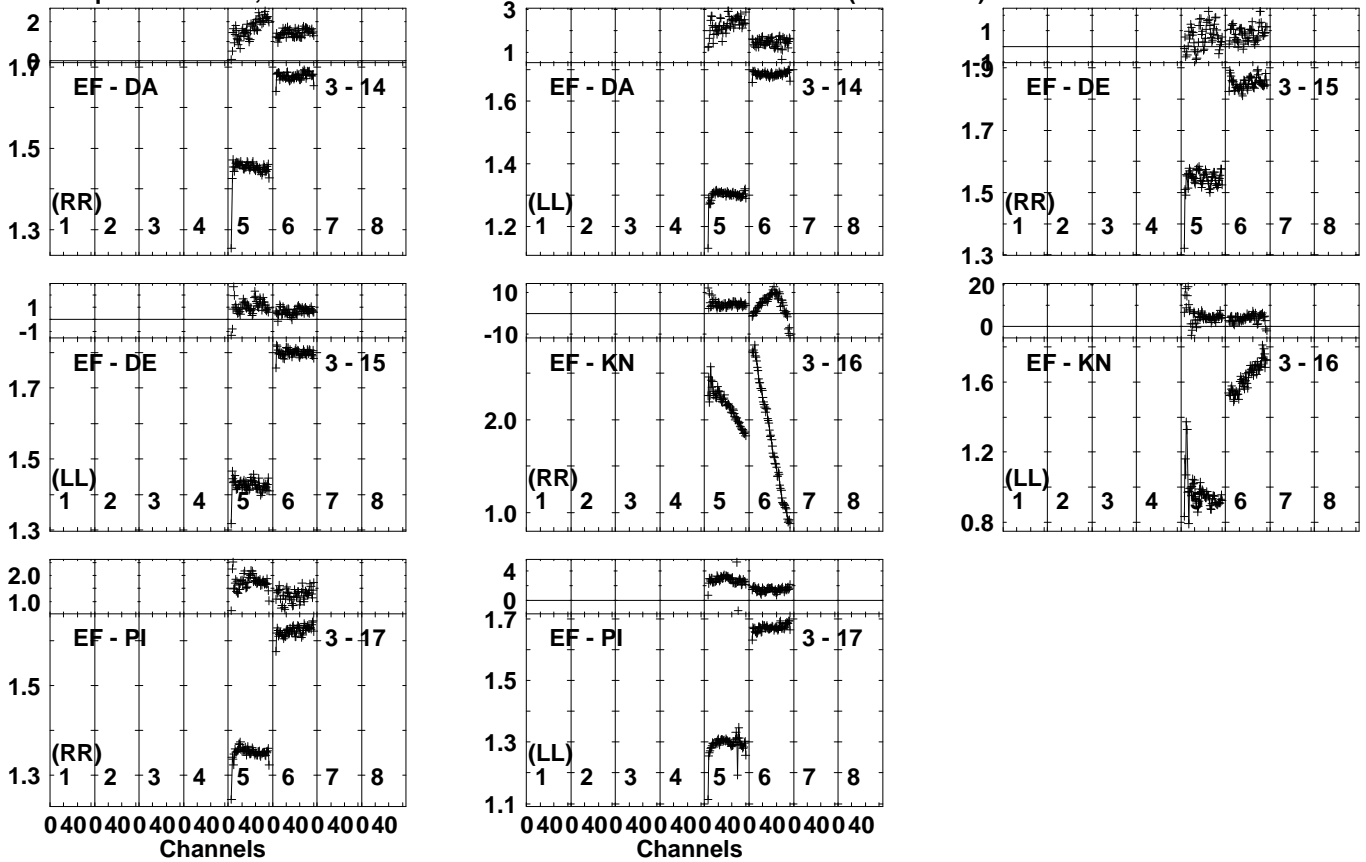 2
0
EF - DA 3 - 14
1.7
1.5
1.3
(RR)
1 2 3 4 5 6 7 8
3
1
EF - DA 3 - 14
1.6
1.4
1.2
(LL)
1 2 3 4 5 6 7 8
1
-1
EF - DE 3 - 15
1.9
1.7
1.5
1.3
(RR)
1 2 3 4 5 6 7 8
1
-1
EF - DE 3 - 15
1.7
1.5
1.3
(LL)
1 2 3 4 5 6 7 8
10
-10
EF - KN 3 - 16
2.0
1.0
(RR)
1 2 3 4 5 6 7 8
20
0
EF - KN 3 - 16
1.6
1.2
0.8
(LL)
1 2 3 4 5 6 7 8
2.0
1.0
EF - PI 3 - 17
1.5
1.3
(RR)
1 2 3 4 5 6 7 8
4
0
EF - PI 3 - 17
1.7
1.5
1.3
1.1
(LL)
1 2 3 4 5 6 7 8
0 40 0 40 0 40 0 40 0 40 0 40 0 40 0 40
Channels
0 40 0 40 0 40 0 40 0 40 0 40 0 40 0 40
Channels